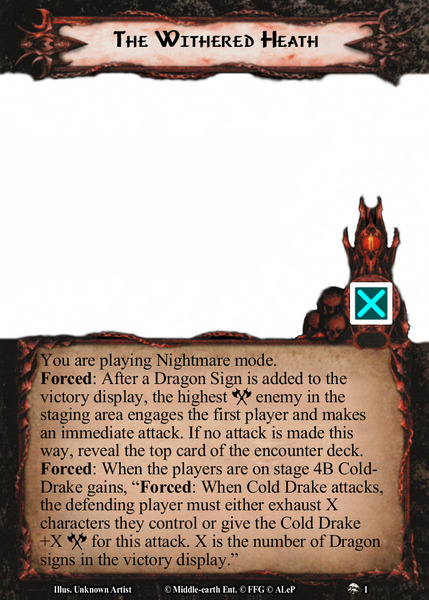 The Withered Heath
You are playing Nightmare mode.
Forced: After a Dragon Sign is added to the
victory display, the highest enemy in the
staging area engages the first player and makes
an immediate attack. If no attack is made this
way, reveal the top card of the encounter deck.
Forced: When the players are on stage 4B Cold-
Drake gains, “Forced: When Cold Drake attacks,
the defending player must either exhaust X
characters they control or give the Cold Drake
+X for this attack. X is the number of Dragon
signs in the victory display.”
Illus. Unknown Artist © Middle-earth Ent. © FFG © ALeP 1